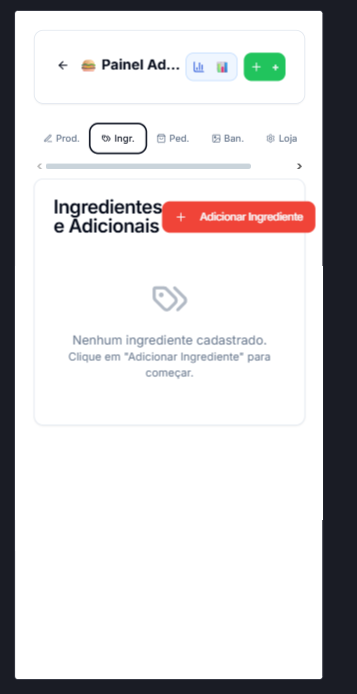 Painel Ad...
Prod.
Ingr.
Ped.
Ban.
Loja
Ingredientes
e Adicionais
Adicionar Ingrediente
Nenhum ingrediente cadastrado.
Clique em "Adicionar Ingrediente" para
começar.